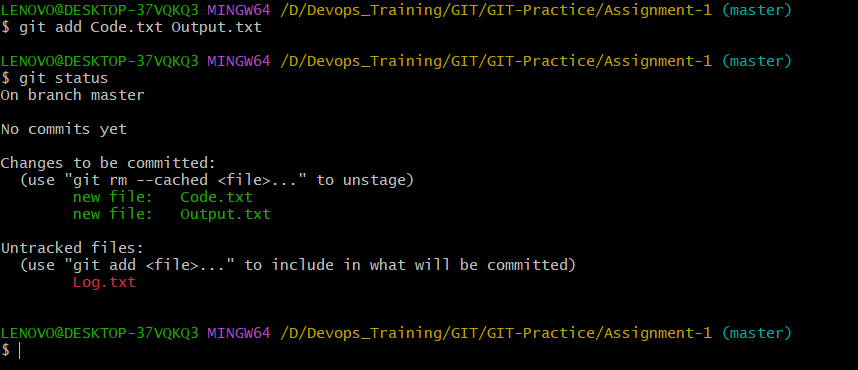 LENOVO@DESKTOP-37VQKQ3 MINGW64 /D/Devops_Training/GIT/GIT-Practice/Assignment-1 (master)
$ git add Code.txt Output.txt
LENOVO@DESKTOP-37VQKQ3 MINGW64 /D/Devops_Training/GIT/GIT-Practice/Assignment-1 (master)
$ git status
On branch master
No commits yet
Changes to be committed:
  (use "git rm --cached <file>..." to unstage)
        new file:   Code.txt
        new file:   Output.txt
Untracked files:
  (use "git add <file>..." to include in what will be committed)
        Log.txt
LENOVO@DESKTOP-37VQKQ3 MINGW64 /D/Devops_Training/GIT/GIT-Practice/Assignment-1 (master)
$